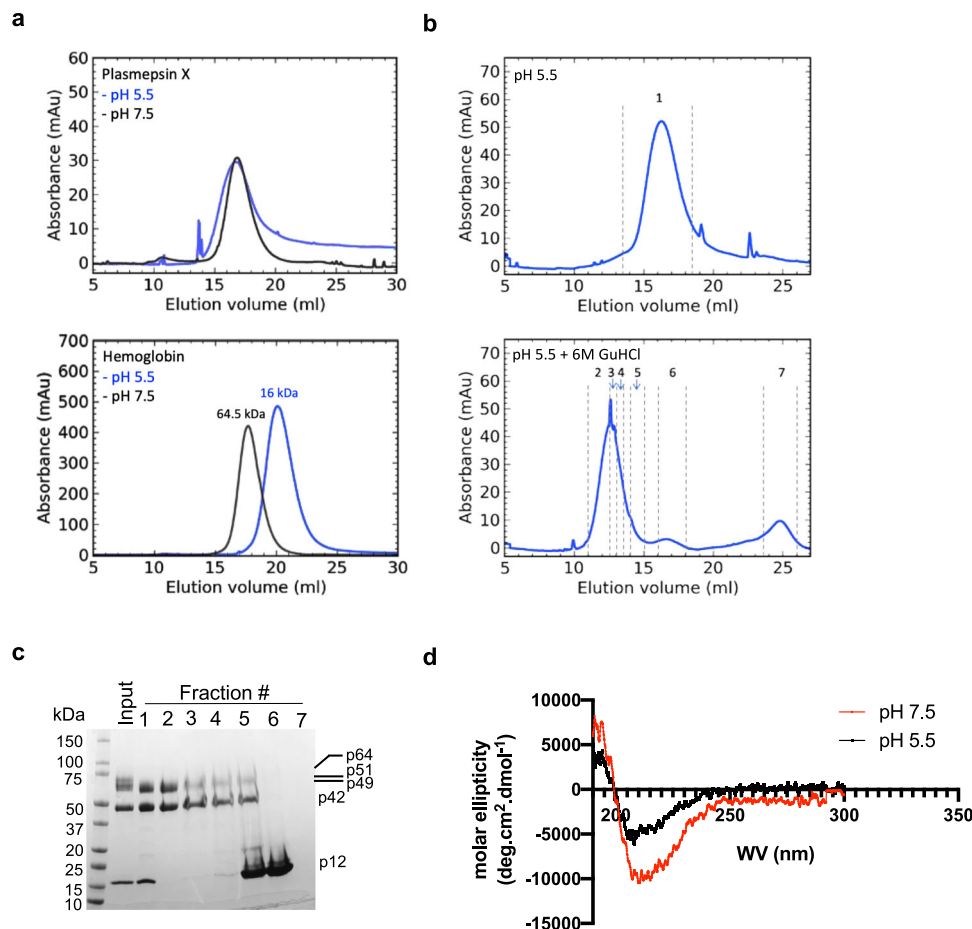 a
60
50
40
30
20
10
0
Absorbance (mAu)
Plasmepsin X
- pH 5.5
- pH 7.5
5 10 15 20 25 30
Elution volume (ml)
700
600
500
400
300
200
100
0
Absorbance (mAu)
Hemoglobin
- pH 5.5
- pH 7.5
64.5 kDa
16 kDa
5 10 15 20 25 30
Elution volume (ml)
b
70
60
50
40
30
20
10
0
Absorbance (mAu)
pH 5.5
1
5 10 15 20 25
Elution volume (ml)
70
60
50
40
30
20
10
0
Absorbance (mAu)
pH 5.5 + 6M GuHCl
2 3 4 5 6 7
5 10 15 20 25
Elution volume (ml)
c
kDa
Input
Fraction #
1 2 3 4 5 6 7
150
100
75
50
37
20
25
15
10
p64
p51
p49
p42
p12
d
10000
5000
0
-5000
-10000
-15000
molar ellipticity
(deg.cm2.dmol-1)
200 250 300 350
WV (nm)
pH 7.5
pH 5.5